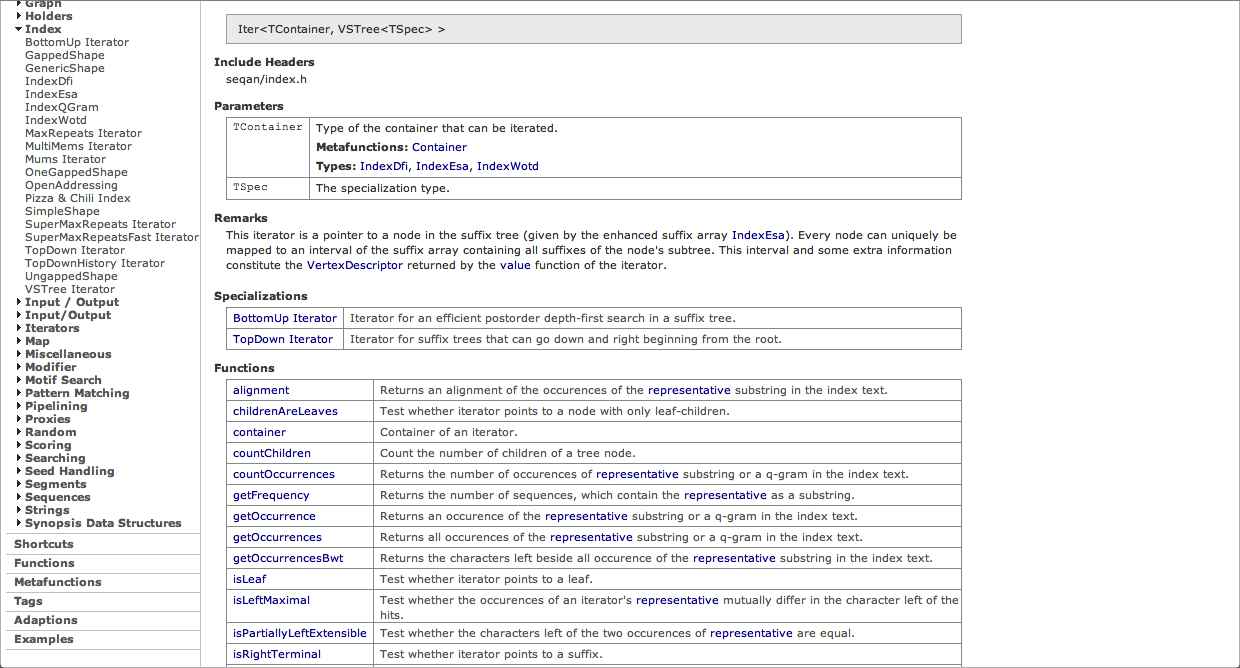 Graph
Holders
Index
BottomUp Iterator
GappedShape
GenericShape
IndexDfi
IndexEsa
IndexQGram
IndexWotd
MaxRepeats Iterator
MultiMems Iterator
Mums Iterator
OneGappedShape
OpenAddressing
Pizza & Chili Index
SimpleShape
SuperMaxRepeats Iterator
SuperMaxRepeatsFast Iterator
TopDown Iterator
TopDownHistory Iterator
UngappedShape
VSTree Iterator
Input / Output
Input/Output
Iterators
Map
Miscellaneous
Modifier
Motif Search
Pattern Matching
Pipelining
Proxies
Random
Scoring
Searching
Seed Handling
Segments
Sequences
Strings
Synopsis Data Structures
Shortcuts
Functions
Metafunctions
Tags
Adaptions
Examples
Iter<TContainer, VSTree<TSpec> >
Include Headers
seqan/index.h
Parameters
TContainer Type of the container that can be iterated.
Metafunctions: Container
Types: IndexDfi, IndexEsa, IndexWotd
TSpec The specialization type.
Remarks
This iterator is a pointer to a node in the suffix tree (given by the enhanced suffix array IndexEsa). Every node can uniquely be
mapped to an interval of the suffix array containing all suffixes of the node's subtree. This interval and some extra information
constitute the VertexDescriptor returned by the value function of the iterator.
Specializations
BottomUp Iterator Iterator for an efficient postorder depth-first search in a suffix tree.
TopDown Iterator Iterator for suffix trees that can go down and right beginning from the root.
Functions
alignment Returns an alignment of the occurences of the representative substring in the index text.
childrenAreLeaves Test whether iterator points to a node with only leaf-children.
container Container of an iterator.
countChildren Count the number of children of a tree node.
countOccurrences Returns the number of occurences of representative substring or a q-gram in the index text.
getFrequency Returns the number of sequences, which contain the representative as a substring.
getOccurrence Returns an occurence of the representative substring or a q-gram in the index text.
getOccurrences Returns all occurences of the representative substring or a q-gram in the index text.
getOccurrencesBwt Returns the characters left beside all occurence of the representative substring in the index text.
isLeaf Test whether iterator points to a leaf.
isLeftMaximal Test whether the occurences of an iterator's representative mutually differ in the character left of the
hits.
isPartiallyLeftExtensible Test whether the characters left of the two occurences of representative are equal.
isRightTerminal Test whether iterator points to a suffix.